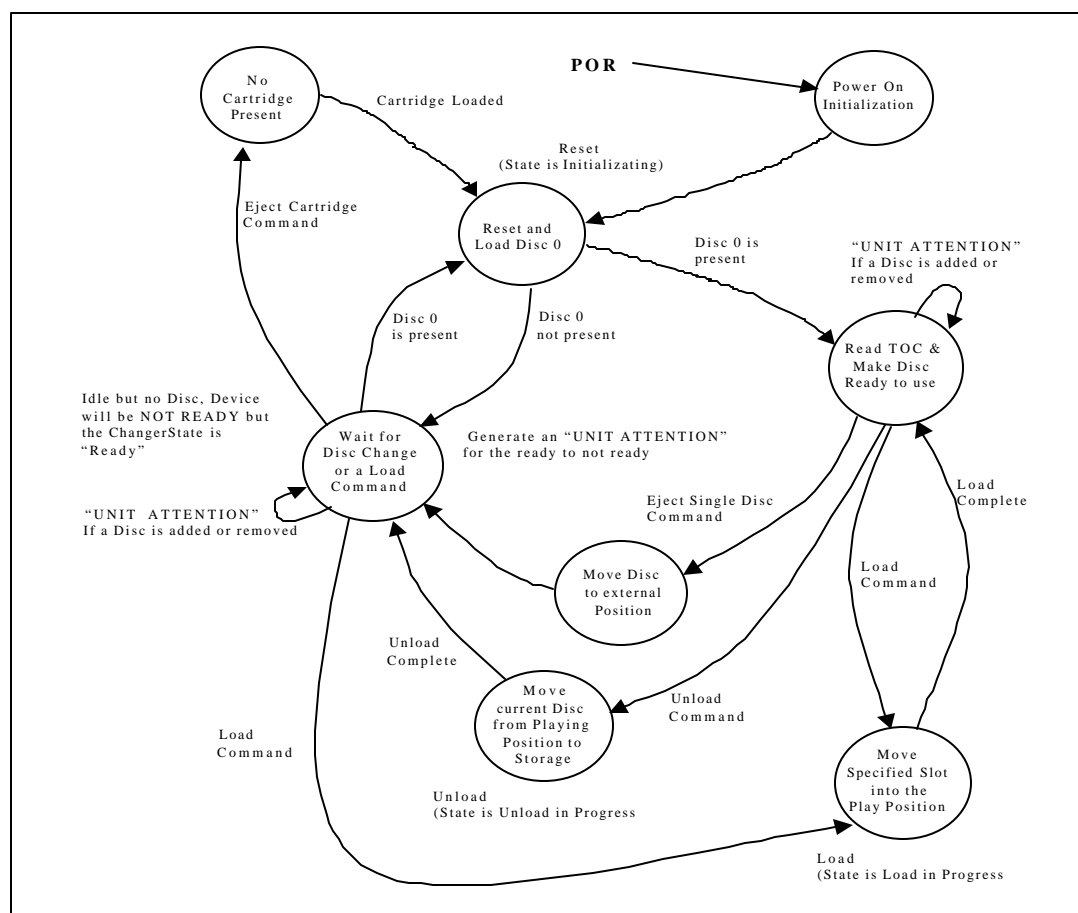 POR
No
Cartridge
Present
Power On
Initialization
Cartridge Loaded
Reset
(State is Initializating)
Eject Cartridge
Command
Reset and
Load Disc 0
Disc 0 is
present
“UNIT ATTENTION”
If a Disc is added or
removed
Disc 0
is present
Disc 0
not present
Read TOC &
Make Disc
Ready to use
Idle but no Disc, Device
will be NOT READY but
the ChangerState is
“Ready”
Wait for
Disc Change
or a Load
Command
Generate an “UNIT ATTENTION”
for the ready to not ready
“UNIT ATTENTION”
If a Disc is added or removed
Eject Single Disc
Command
Load
Complete
Move Disc
to external
Position
Load
Command
Unload
Complete
Move
current Disc
from Playing
Position to
Storage
Unload
Command
Load
Command
Move
Specified Slot
into the
Play Position
Unload
(State is Unload in Progress
Load
(State is Load in Progress